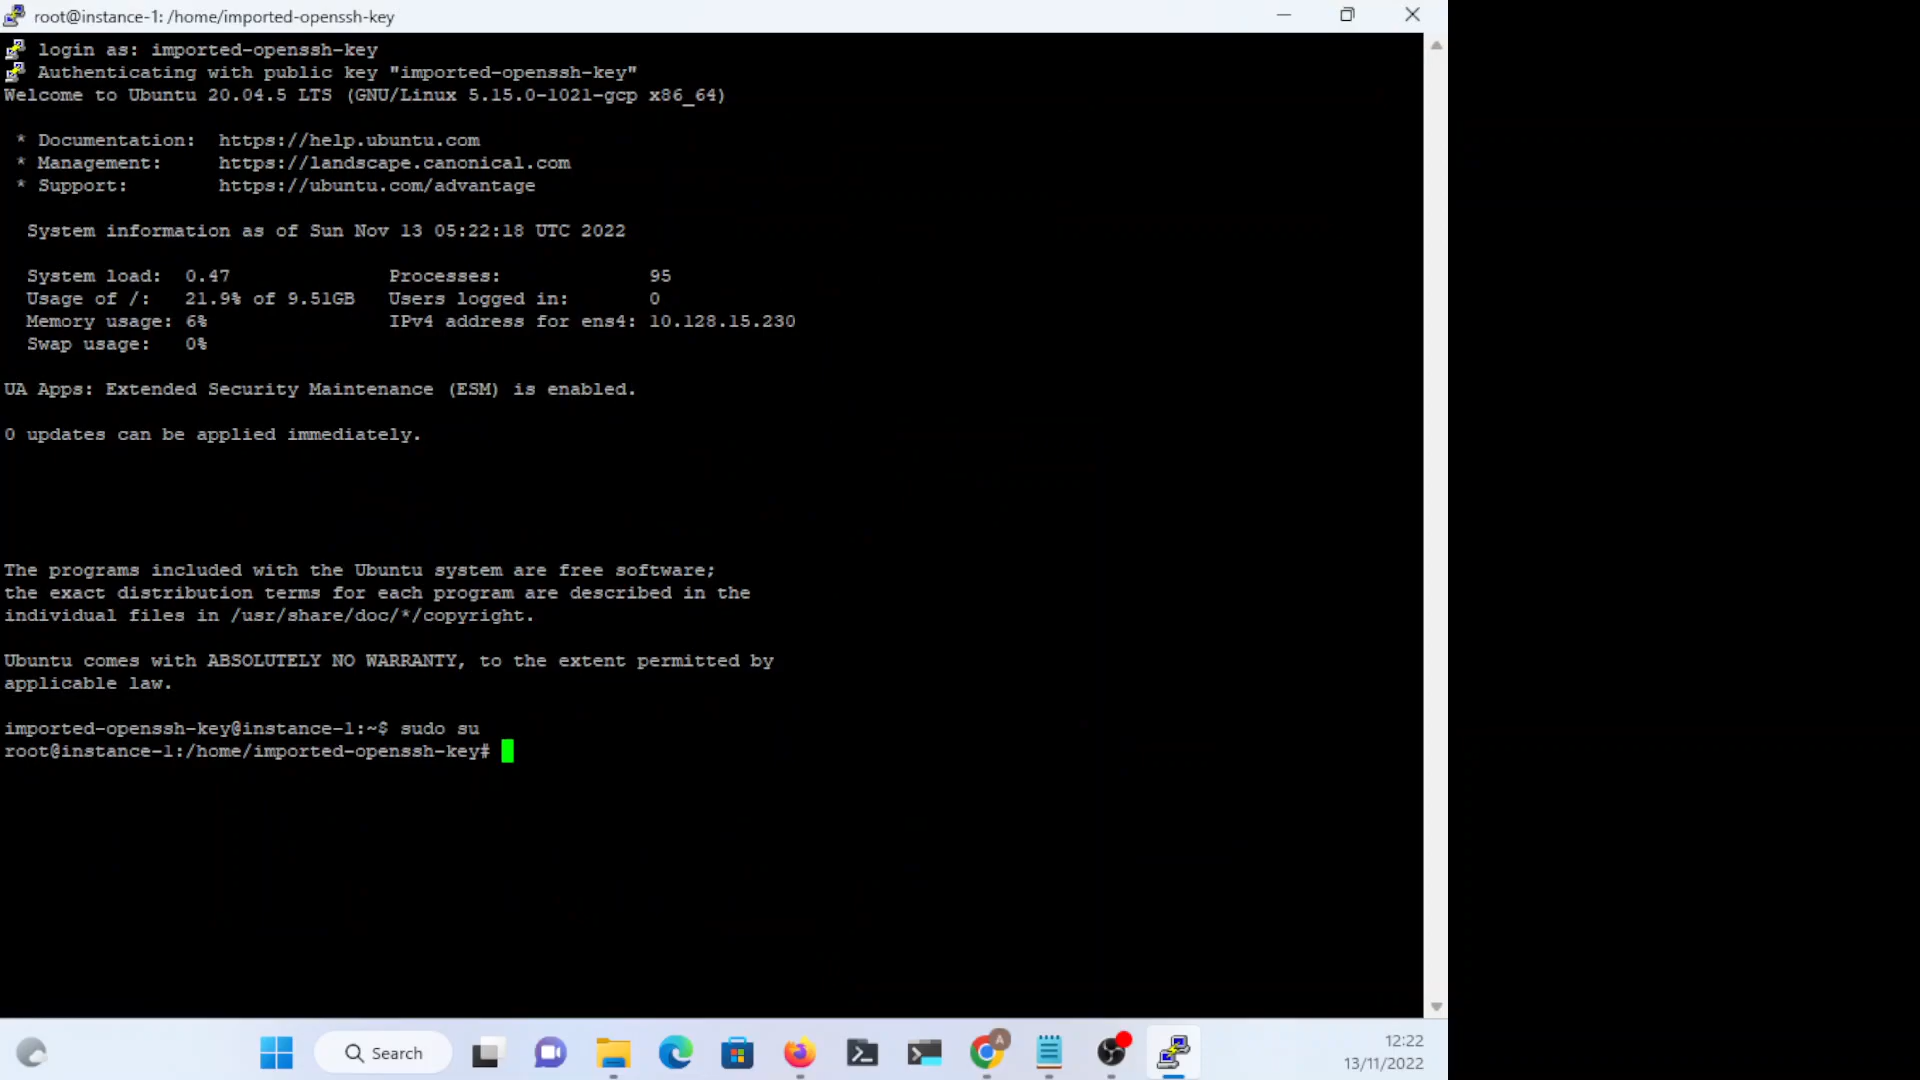 root@instance-1: /home/imported-openssh-key
login as: imported-openssh-key
Authenticating with public key "imported-openssh-key"
Welcome to Ubuntu 20.04.5 LTS (GNU/Linux 5.15.0-1021-gcp x86_64)
* Documentation:  https://help.ubuntu.com
* Management:     https://landscape.canonical.com
* Support:        https://ubuntu.com/advantage
System information as of Sun Nov 13 05:22:18 UTC 2022
System load:  0.47              Processes:             95
Usage of /:   21.9% of 9.51GB   Users logged in:       0
Memory usage: 6%                IPv4 address for ens4: 10.128.15.230
Swap usage:   0%
UA Apps: Extended Security Maintenance (ESM) is enabled.
0 updates can be applied immediately.
The programs included with the Ubuntu system are free software;
the exact distribution terms for each program are described in the
individual files in /usr/share/doc/*/copyright.
Ubuntu comes with ABSOLUTELY NO WARRANTY, to the extent permitted by
applicable law.
imported-openssh-key@instance-1:~$ sudo su
root@instance-1:/home/imported-openssh-key#
Search
A
12:22
13/11/2022